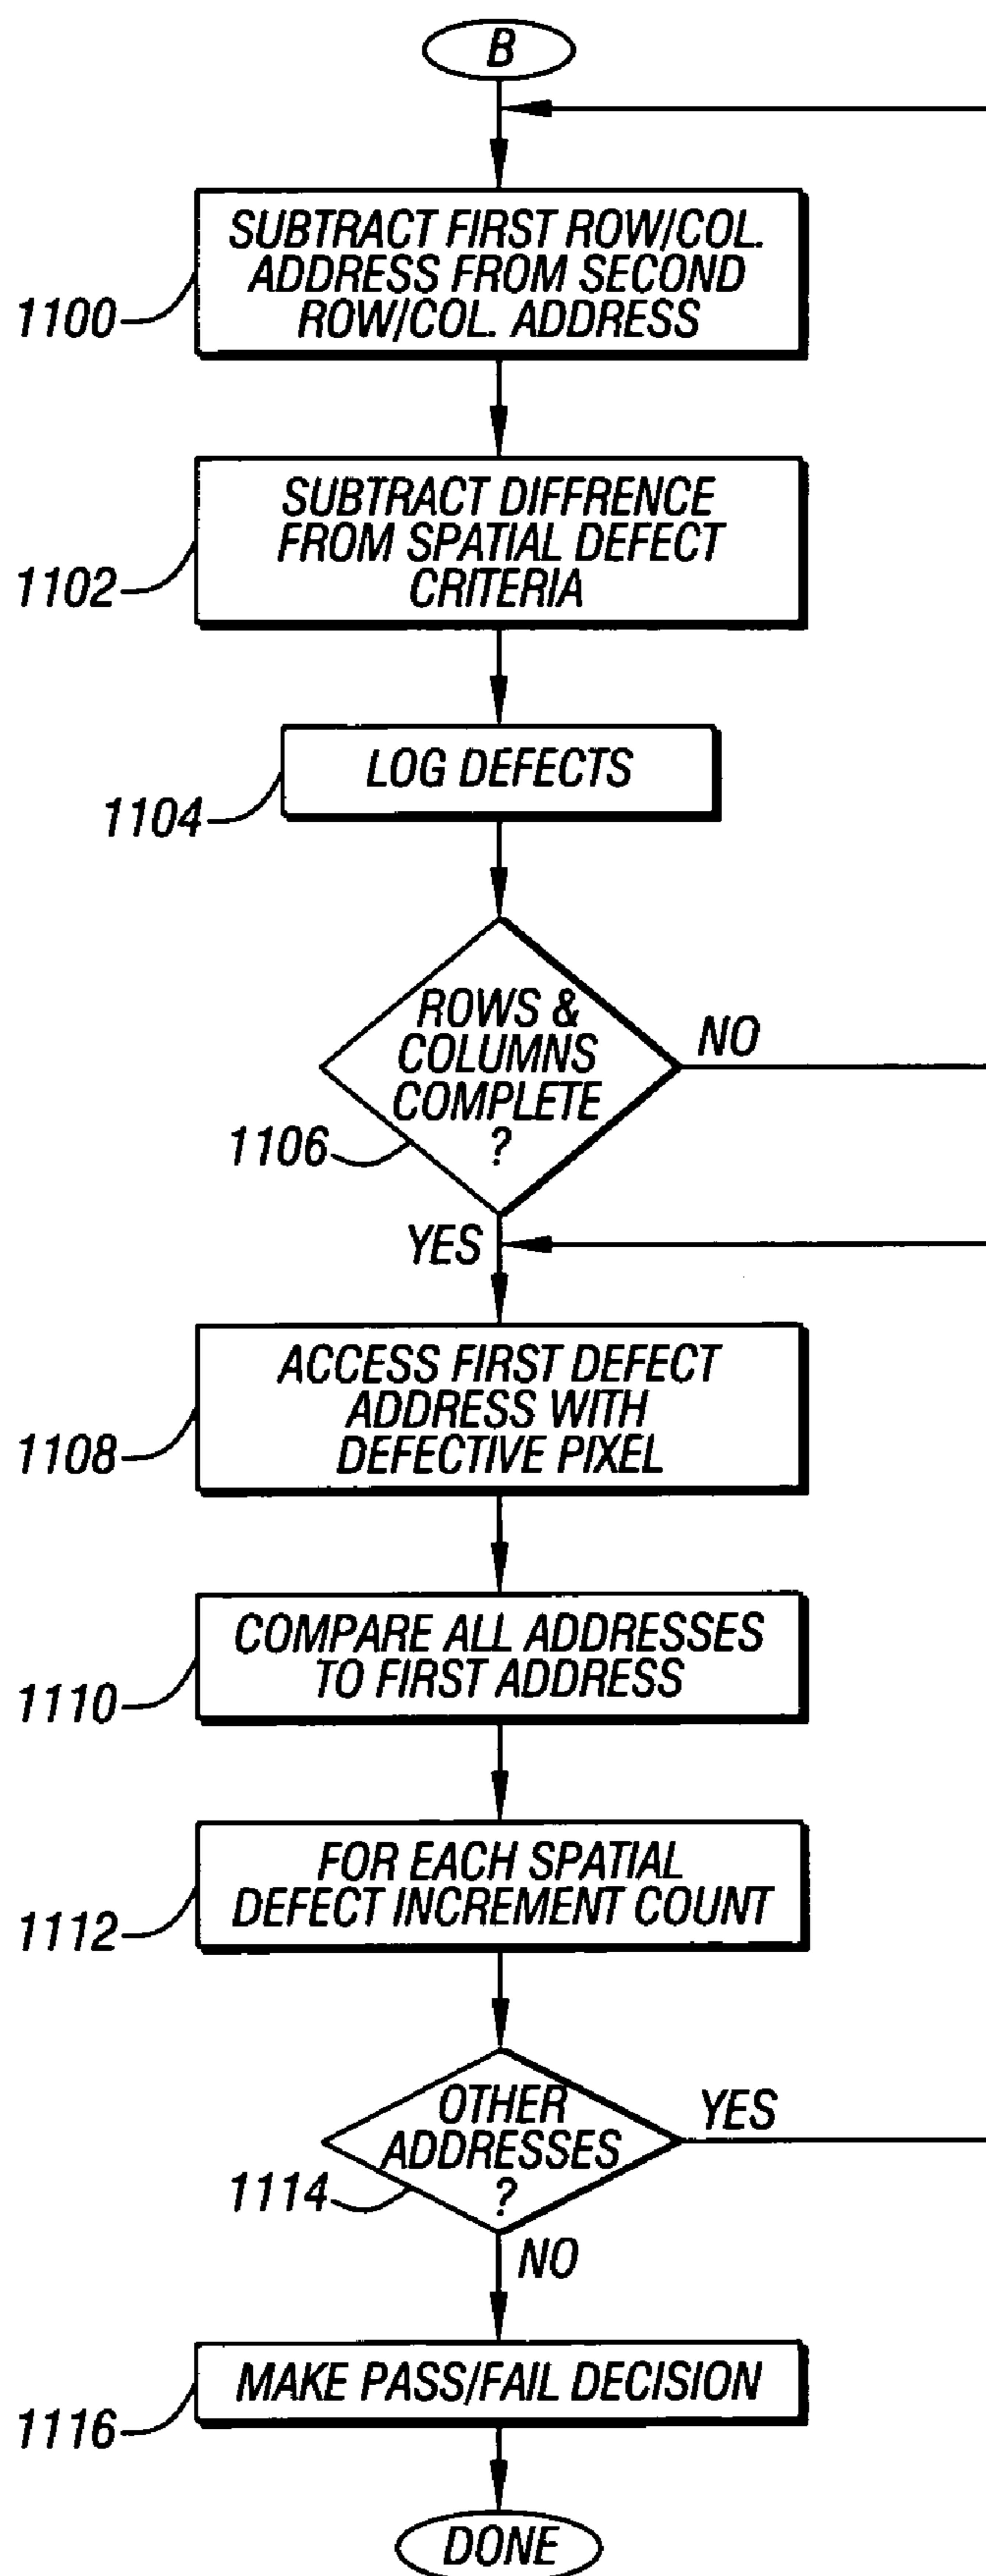 B
SUBTRACT FIRST ROW/COL.
ADDRESS FROM SECOND
ROW/COL. ADDRESS
1100
SUBTRACT DIFFRENCE
FROM SPATIAL DEFECT
CRITERIA
1102
LOG DEFECTS
1104
ROWS &
COLUMNS
COMPLETE
?
NO
1106
YES
ACCESS FIRST DEFECT
ADDRESS WITH
DEFECTIVE PIXEL
1108
COMPARE ALL ADDRESSES
TO FIRST ADDRESS
1110
FOR EACH SPATIAL
DEFECT INCREMENT COUNT
1112
OTHER
ADDRESSES
?
YES
1114
NO
MAKE PASS/FAIL DECISION
1116
DONE